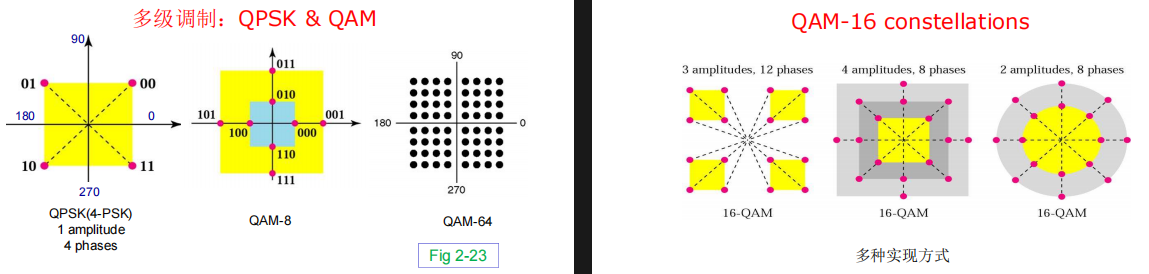 多级调制：QPSK & QAM
90
01
00
180
0
10
11
270
QPSK(4-PSK)
1 amplitude
4 phases
011
010
101
001
100
000
110
111
QAM-8
90
180
0
270
QAM-64
Fig 2-23
QAM-16 constellations
3 amplitudes, 12 phases
4 amplitudes, 8 phases
2 amplitudes, 8 phases
16-QAM
16-QAM
16-QAM
多种实现方式